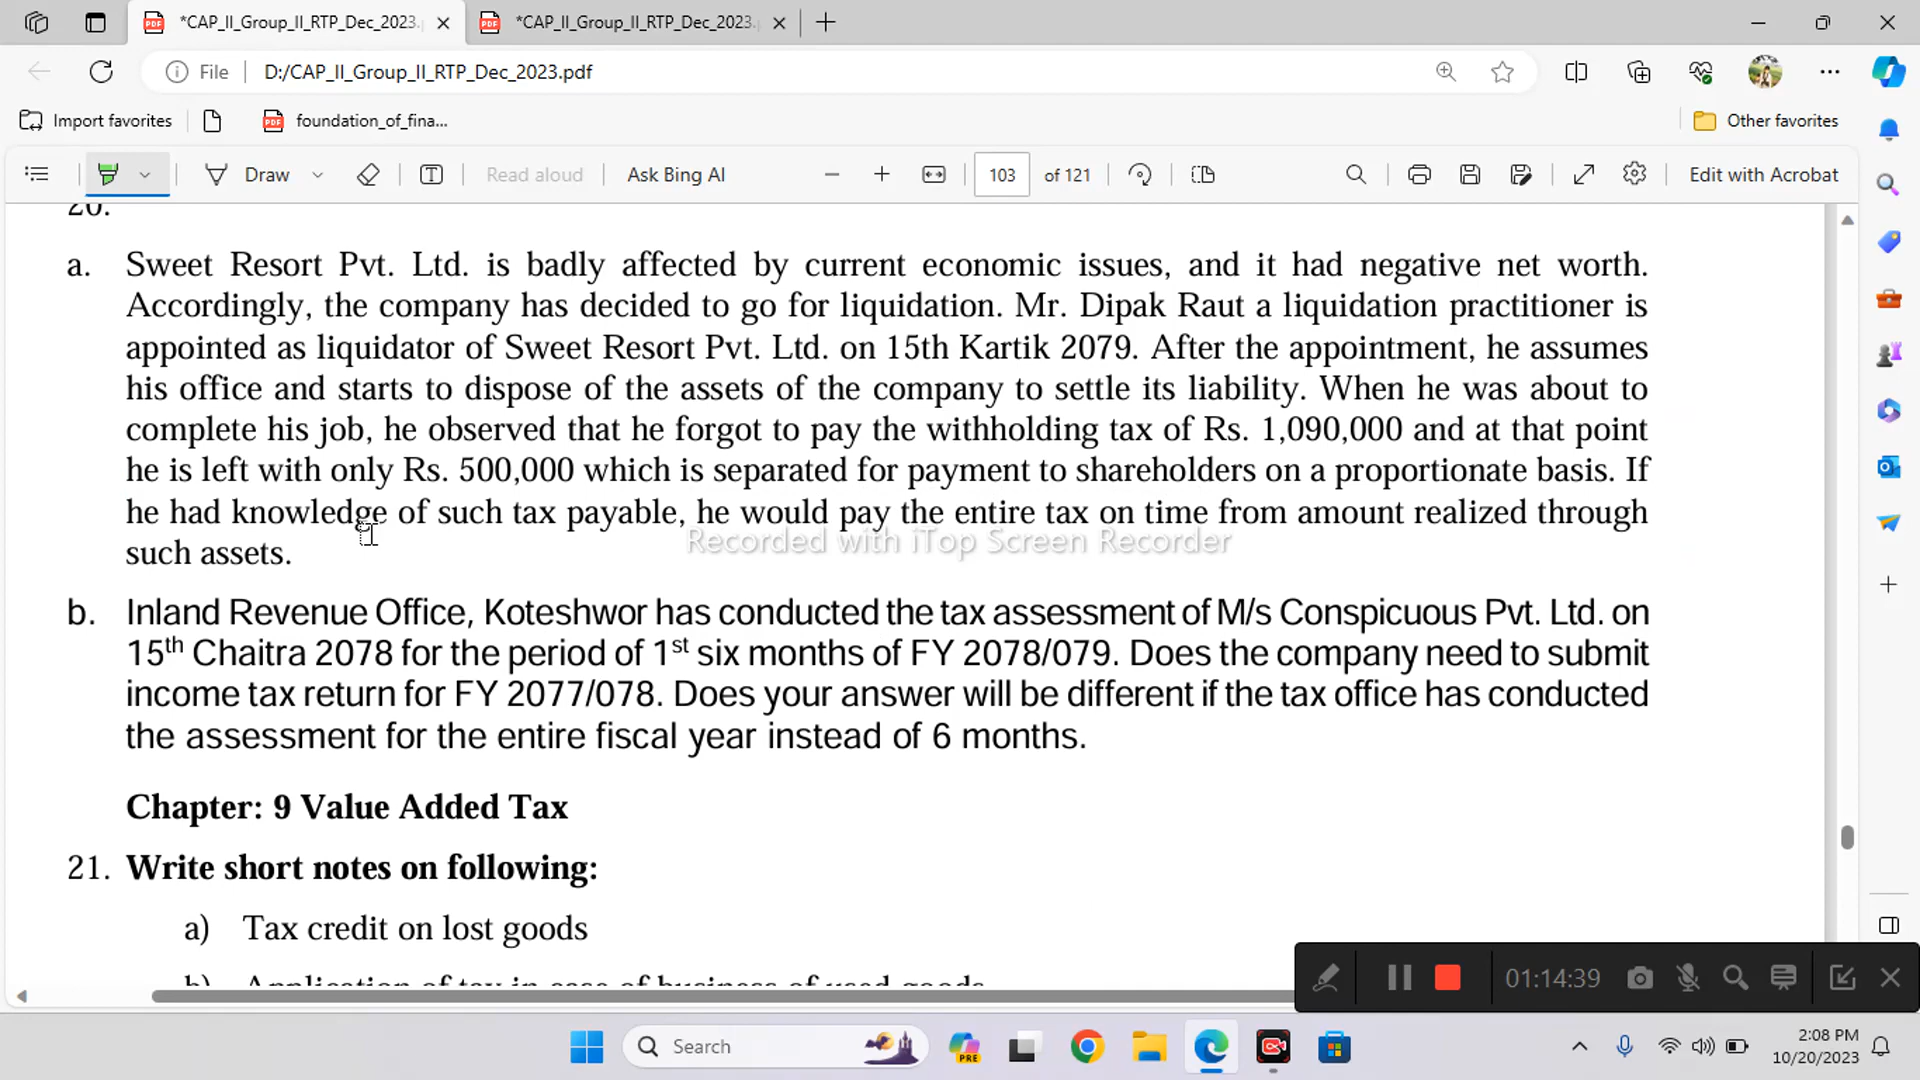 *CAP_II_Group_II_RTP_Dec_2023.
*CAP_II_Group_II_RTP_Dec_2023.
File
D:/CAP_II_Group_II_RTP_Dec_2023.pdf
Import favorites
foundation_of_fina...
Other favorites
Draw
Read aloud
Ask Bing AI
103 of 121
Edit with Acrobat
20.
a. Sweet Resort Pvt. Ltd. is badly affected by current economic issues, and it had negative net worth.
Accordingly, the company has decided to go for liquidation. Mr. Dipak Raut a liquidation practitioner is
appointed as liquidator of Sweet Resort Pvt. Ltd. on 15th Kartik 2079. After the appointment, he assumes
his office and starts to dispose of the assets of the company to settle its liability. When he was about to
complete his job, he observed that he forgot to pay the withholding tax of Rs. 1,090,000 and at that point
he is left with only Rs. 500,000 which is separated for payment to shareholders on a proportionate basis. If
he had knowledge of such tax payable, he would pay the entire tax on time from amount realized through
Recorded with iTop Screen Recorder
such assets.
b. Inland Revenue Office, Koteshwor has conducted the tax assessment of M/s Conspicuous Pvt. Ltd. on
15th Chaitra 2078 for the period of 1st six months of FY 2078/079. Does the company need to submit
income tax return for FY 2077/078. Does your answer will be different if the tax office has conducted
the assessment for the entire fiscal year instead of 6 months.
Chapter: 9 Value Added Tax
21. Write short notes on following:
a) Tax credit on lost goods
b) Application of tax in case of business of used goods
01:14:39
Search
PRE
2:08 PM
10/20/2023